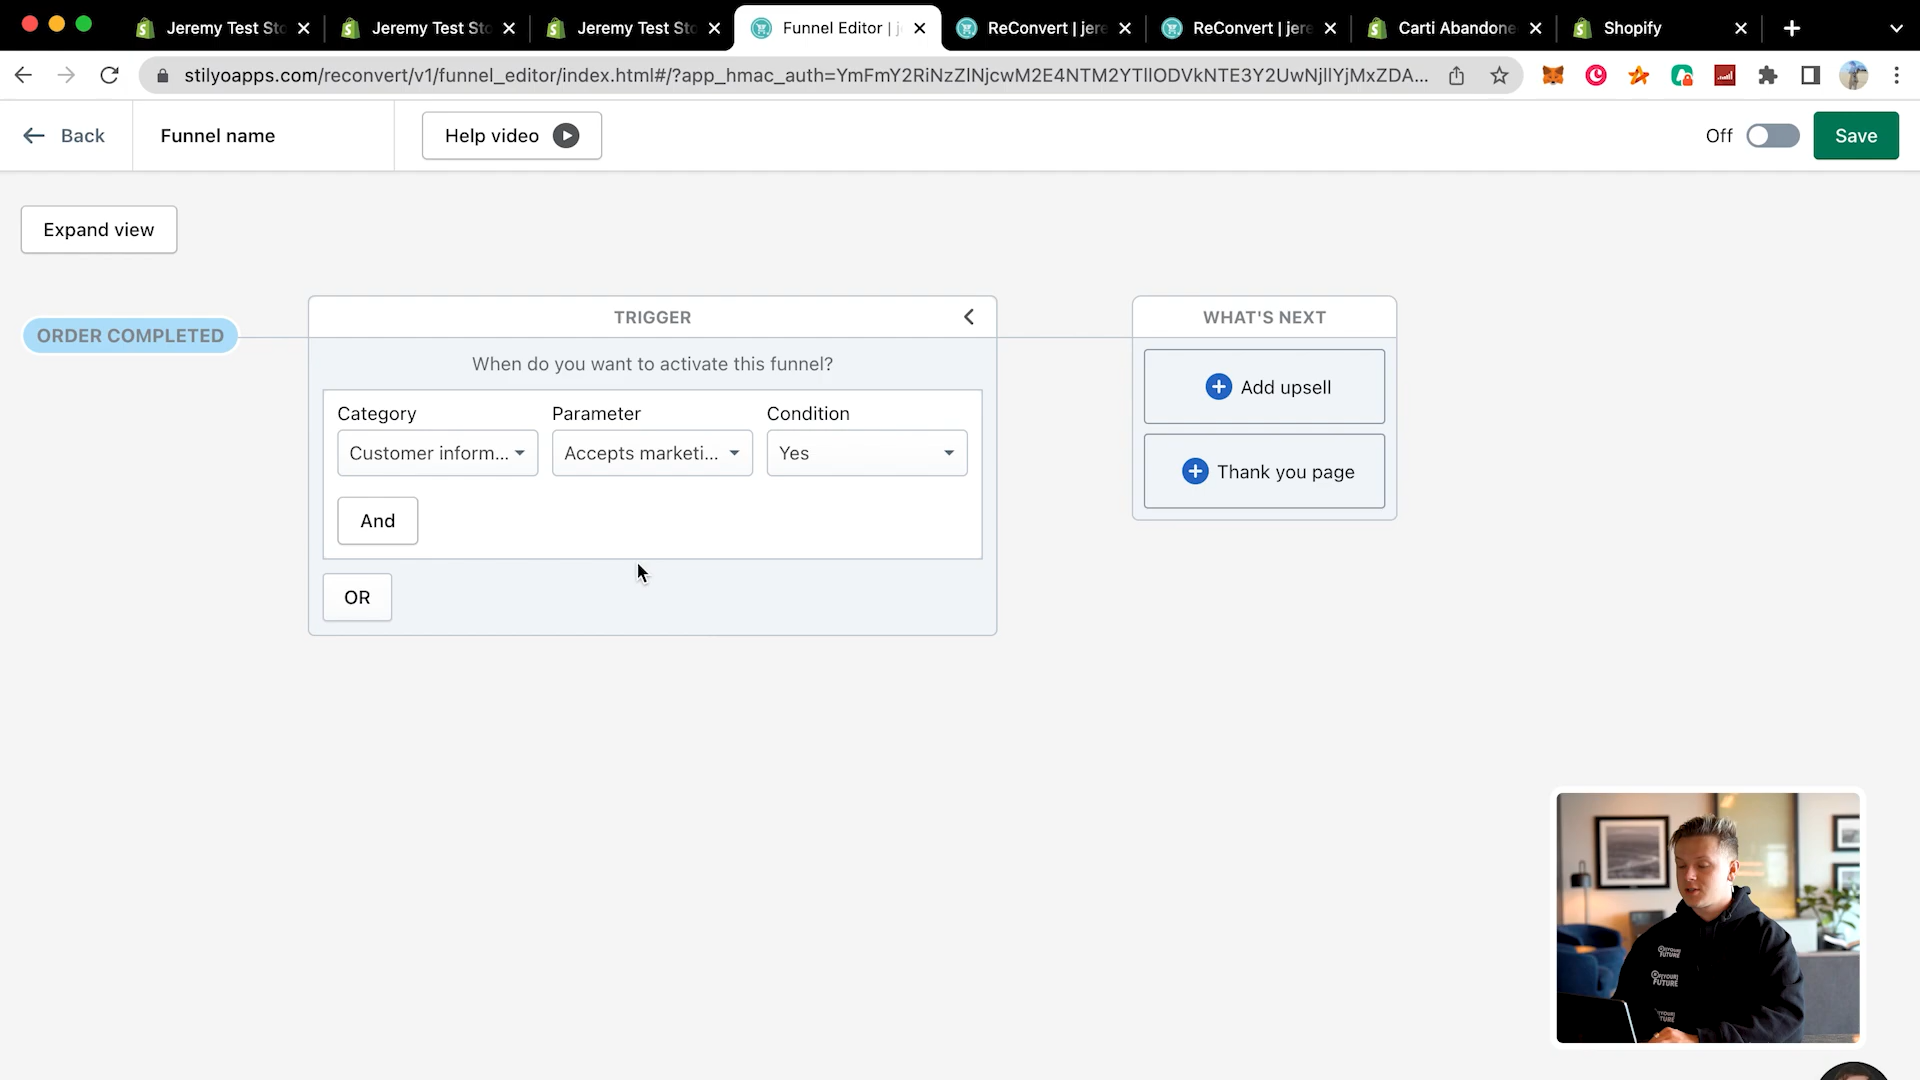 Jeremy Test Sto
Jeremy Test Sto
Jeremy Test Sto
Funnel Editor | j
ReConvert | jere
ReConvert | jere
Carti Abandone
Shopify
stilyoapps.com/reconvert/v1/funnel_editor/index.html#/?app_hmac_auth=YmFmY2RiNzZlNjcwM2E4NTM2YTllODVkNTE3Y2UwNjllYjMxZDA...
Back
Funnel name
Help video
Off
Save
Expand view
ORDER COMPLETED
TRIGGER
When do you want to activate this funnel?
Category
Parameter
Condition
Customer inform...
Accepts marketi...
Yes
And
OR
WHAT'S NEXT
Add upsell
Thank you page